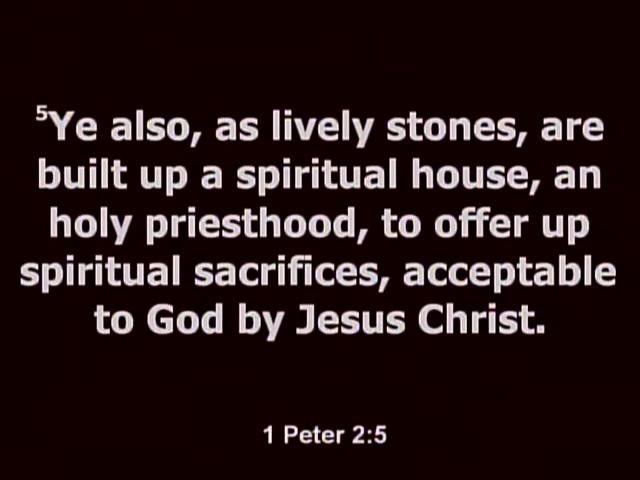 ⁵Ye also, as lively stones, are
built up a spiritual house, an
holy priesthood, to offer up
spiritual sacrifices, acceptable
to God by Jesus Christ.
1 Peter 2:5